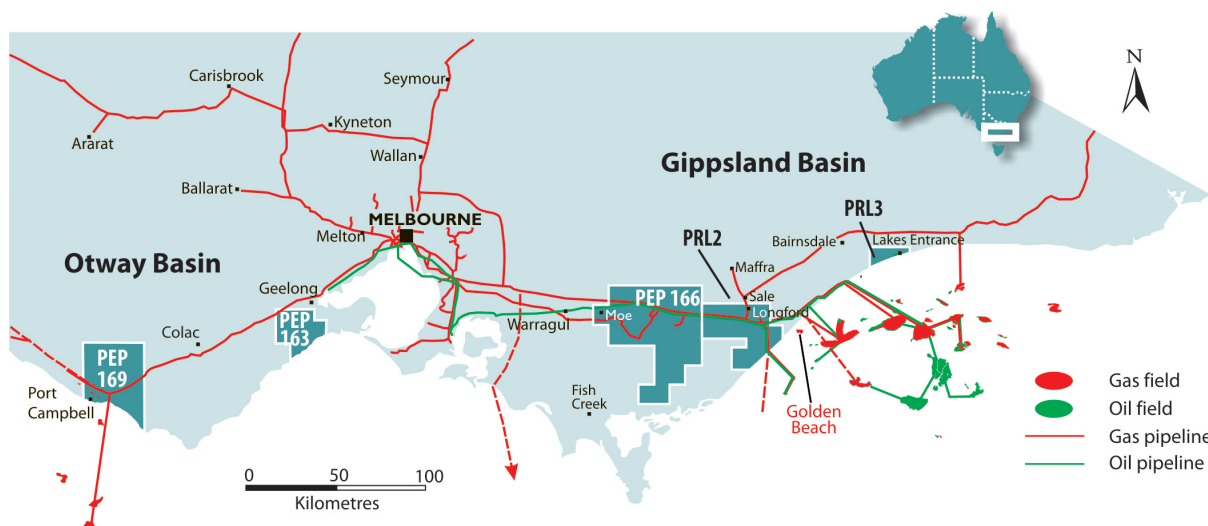 N
Carisbrook
Seymour
Kyneton
Ararat
Wallan
Gippsland Basin
Ballarat
PRL3
MELBOURNE
Melton
PRL2
Bairnsdale
Lakes Entrance
Otway Basin
Maffra
Geelong
PEP 166
Sale
Moe
Longford
PEP
163
Warragul
Colac
PEP
169
Port
Campbell
Fish
Creek
Golden
Beach
Gas field
Oil field
Gas pipeline
Oil pipeline
0
50
100
Kilometres